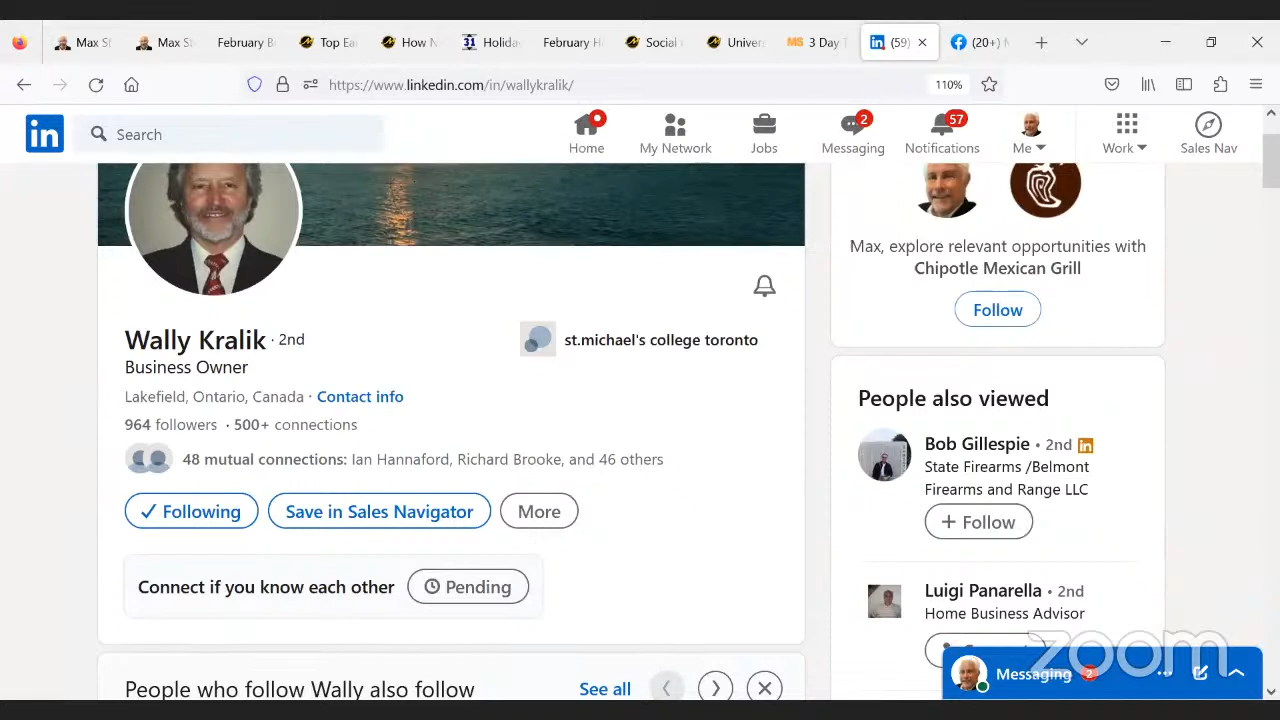 Max St
Max St
February B
Top Ea
How N
31
Holida
February H
Social
Univer
MS
3 Day T
in
(59)
(20+)
https://www.linkedin.com/in/wallykralik/
110%
in
Search
2
57
Home
My Network
Jobs
Messaging
Notifications
Me
Work
Sales Nav
Max, explore relevant opportunities with
Chipotle Mexican Grill
Follow
Wally Kralik · 2nd
st.michael's college toronto
Business Owner
Lakefield, Ontario, Canada · Contact info
964 followers · 500+ connections
48 mutual connections: Ian Hannaford, Richard Brooke, and 46 others
Following
Save in Sales Navigator
More
Connect if you know each other
Pending
People who follow Wally also follow
See all
People also viewed
Bob Gillespie • 2nd in
State Firearms /Belmont
Firearms and Range LLC
+ Follow
Luigi Panarella • 2nd
Home Business Advisor
zoom
Messaging 2